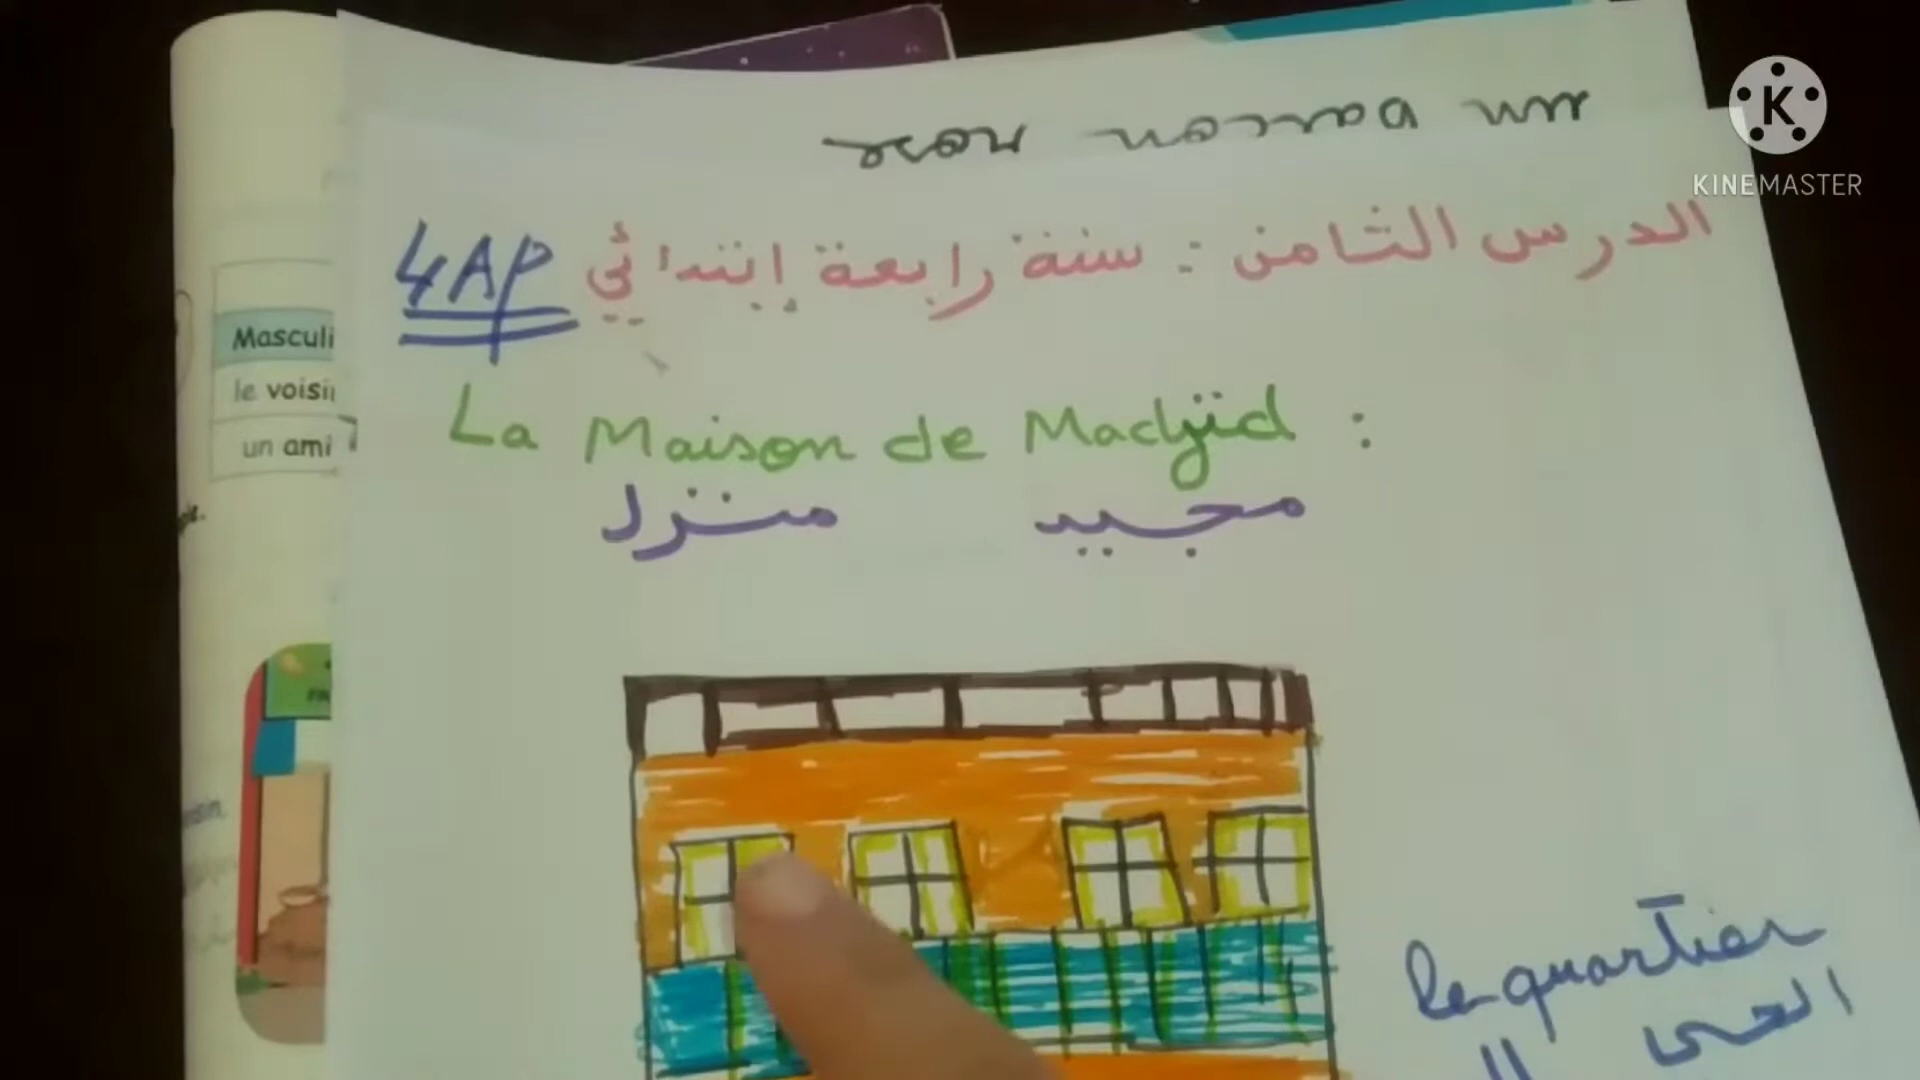 KINEMASTER
الدرس الثامن : سنة رابعة إبتدائي 4AP
La Maison de Madjid :
منزل مجيد
Masculi
le voisi
un ami
le quartier
الحي